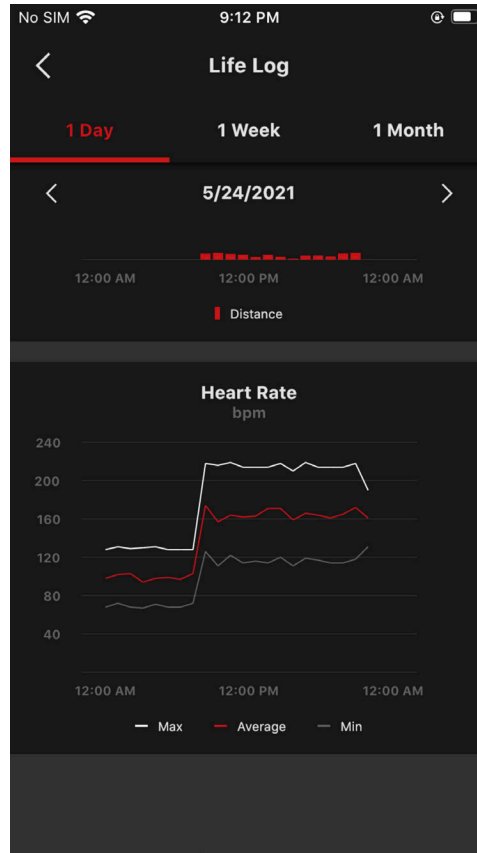 No SIM 9:12 PM
Life Log
1 Day 1 Week 1 Month
5/24/2021
12:00 AM 12:00 PM 12:00 AM
Distance
Heart Rate
bpm
240
200
160
120
80
40
12:00 AM 12:00 PM 12:00 AM
Max Average Min